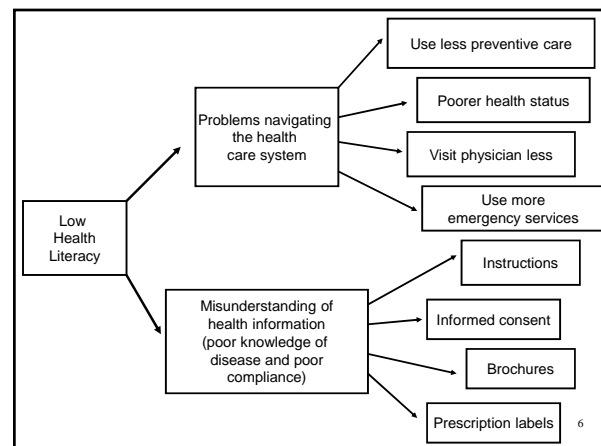 Low
Health
Literacy
Problems navigating
the health
care system
Use less preventive care
Poorer health status
Visit physician less
Use more
emergency services
Misunderstanding of
health information
(poor knowledge of
disease and poor
compliance)
Instructions
Informed consent
Brochures
Prescription labels
6